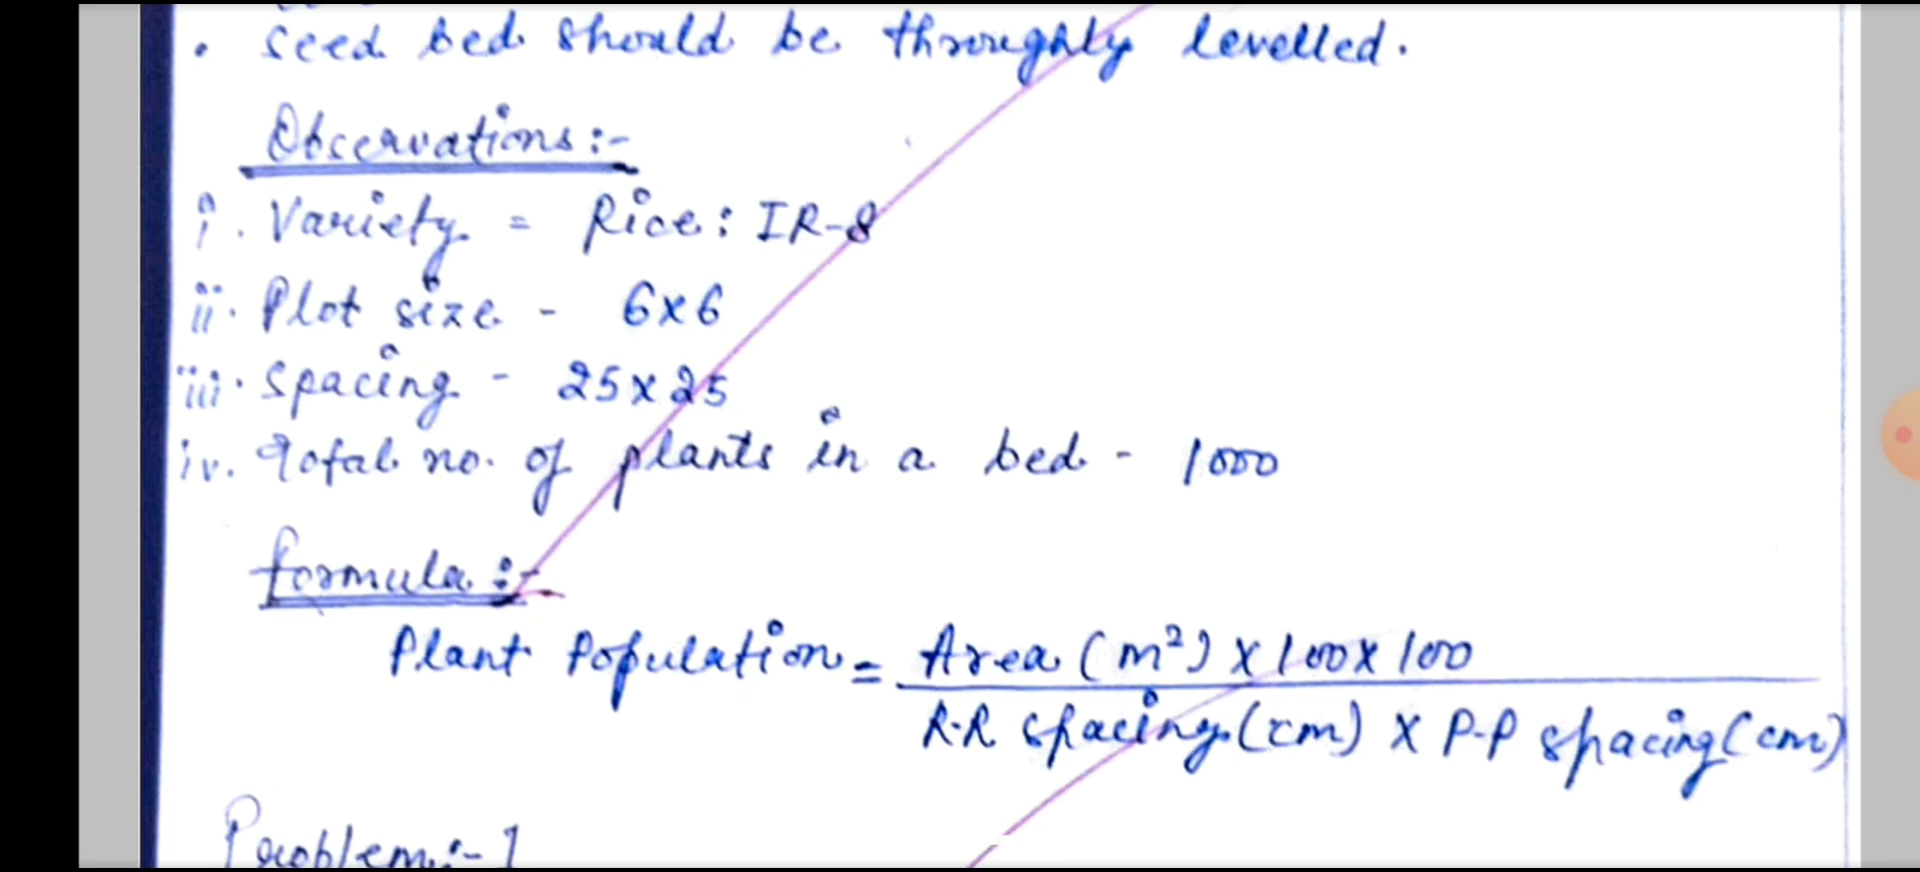 • Seed bed should be throughly levelled.
Observations :-
i. Variety = Rice : IR-8
ii. Plot size - 6x6
iii. Spacing - 25x25
iv. Total no. of plants in a bed - 1000
formula :-
Plant Population = Area (m²) x 100 x 100
R-R spacing (cm) x P-P spacing (cm)
Problem :- 1